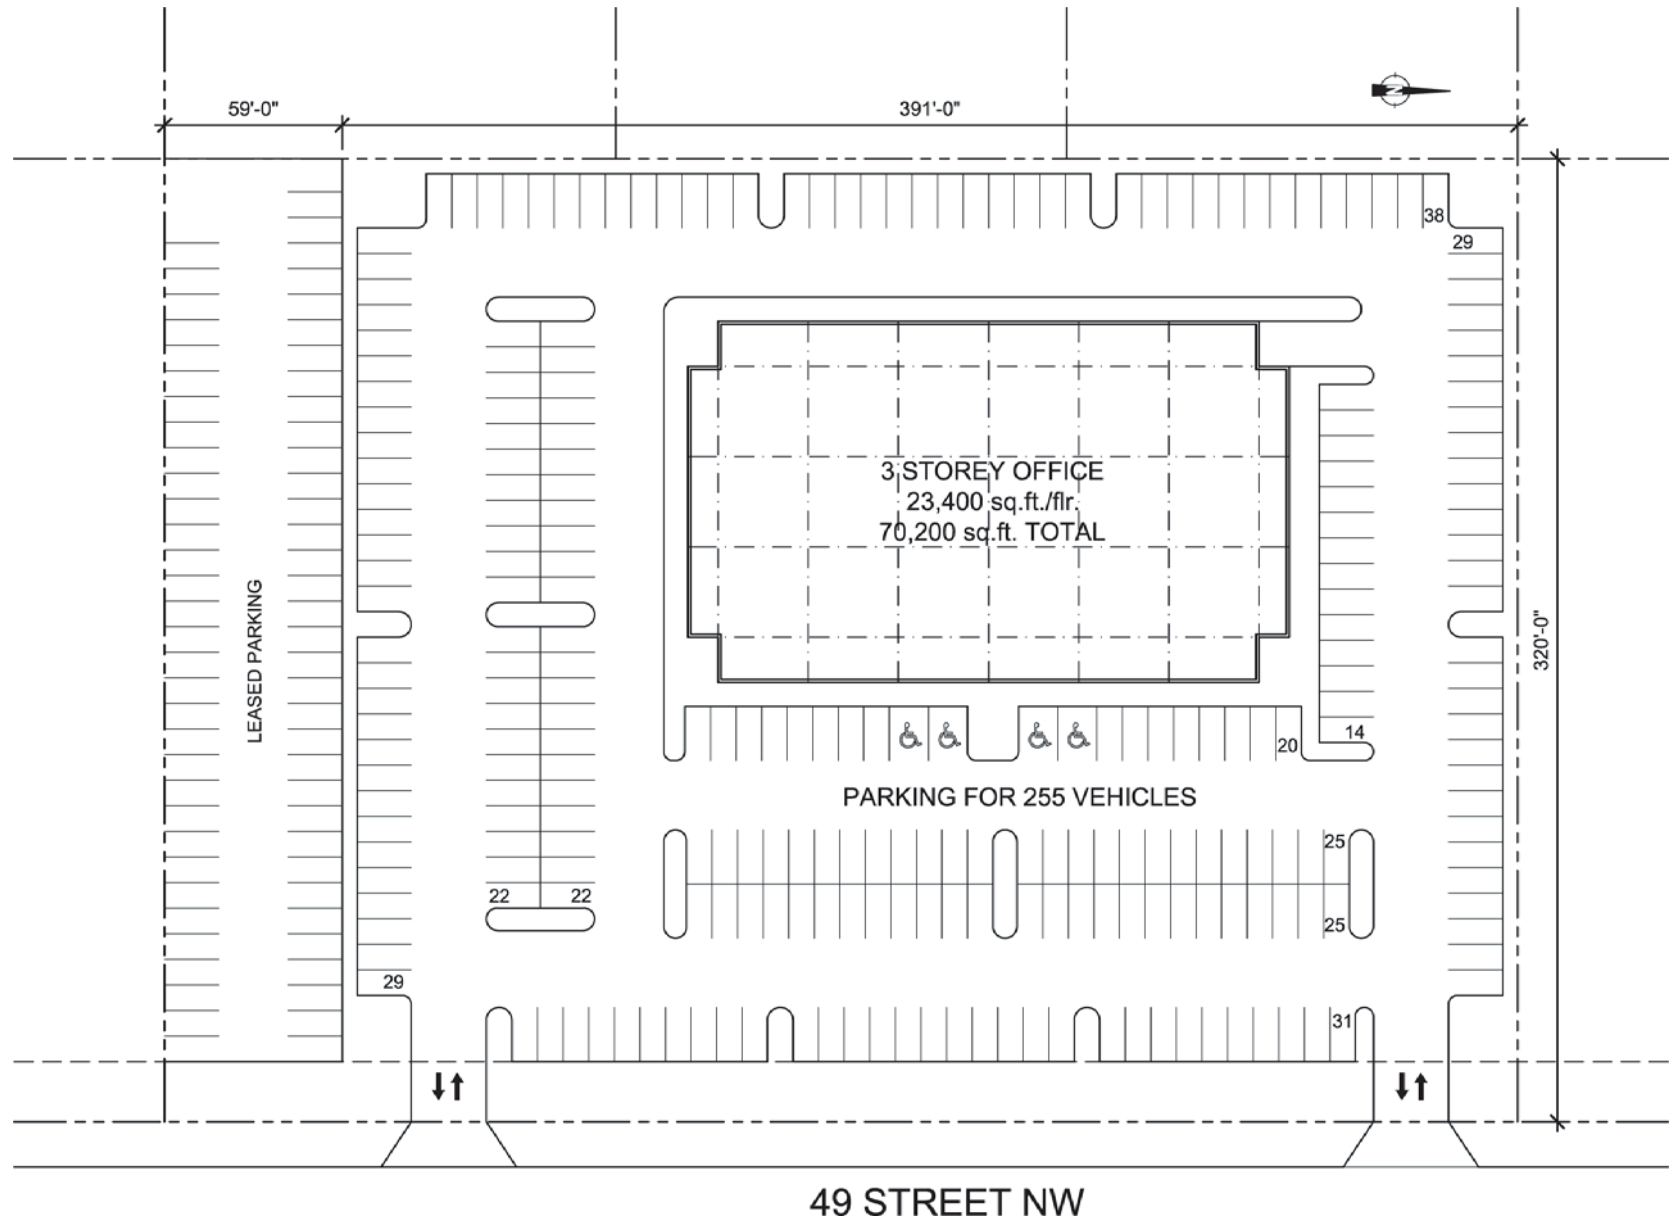 59'-0"
391'-0"
N
38
29
3 STOREY OFFICE
23,400 sq.ft./flr.
70,200 sq.ft. TOTAL
LEASED PARKING
320'-0"
14
20
PARKING FOR 255 VEHICLES
25
22
22
25
29
31
49 STREET NW